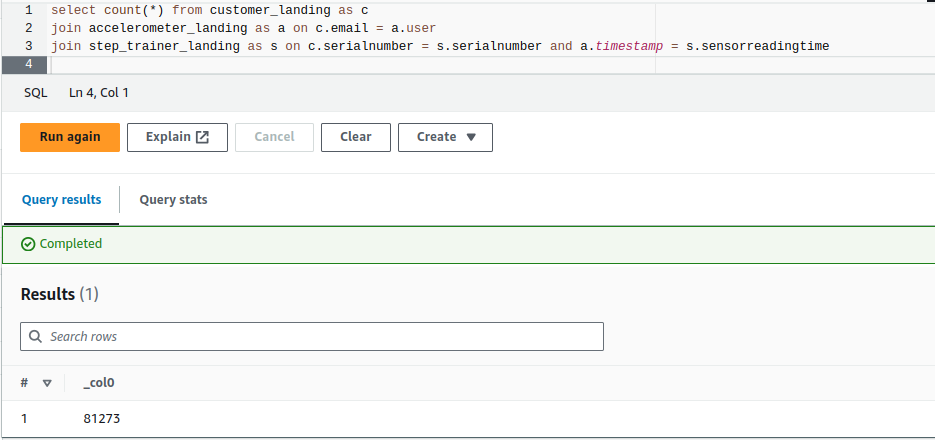 1 select count(*) from customer_landing as c
2 join accelerometer_landing as a on c.email = a.user
3 join step_trainer_landing as s on c.serialnumber = s.serialnumber and a.timestamp = s.sensorreadingtime
4
SQL Ln 4, Col 1
Run again Explain Cancel Clear Create
Query results Query stats
Completed
Results (1)
Search rows
# _col0
1 81273